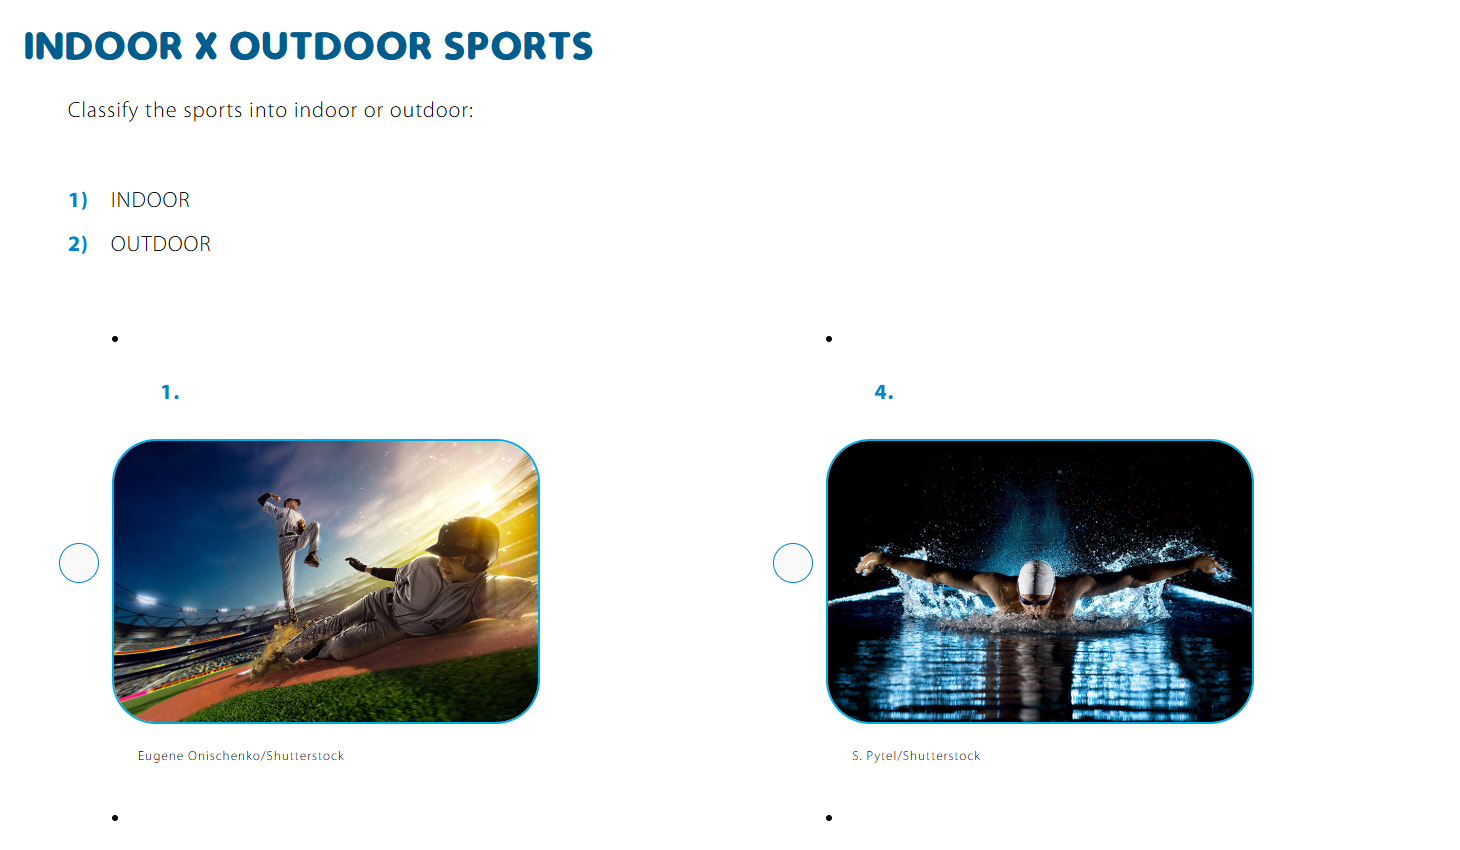 INDOOR X OUTDOOR SPORTS
Classify the sports into indoor or outdoor:
1) INDOOR
2) OUTDOOR
1.
4.
Eugene Onischenko/Shutterstock
S. Pytel/Shutterstock